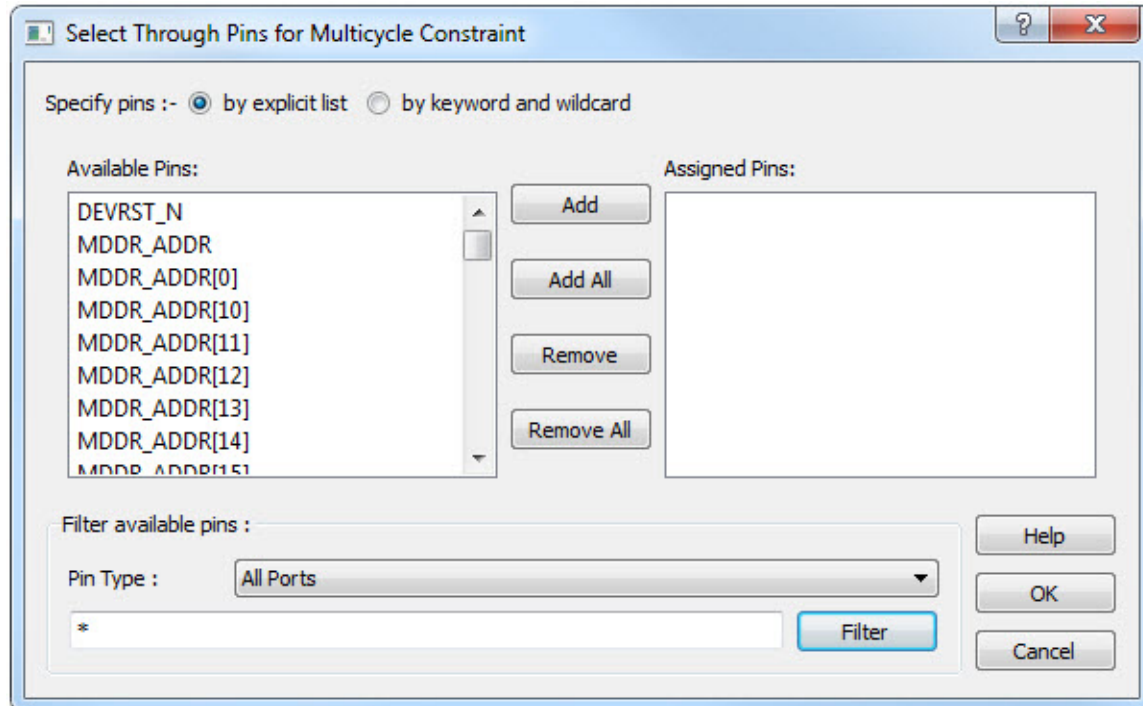 Select Through Pins for Multicycle Constraint
Specify pins :- by explicit list by keyword and wildcard
Available Pins:
Assigned Pins:
DEVRST_N
MDDR_ADDR
MDDR_ADDR[0]
MDDR_ADDR[10]
MDDR_ADDR[11]
MDDR_ADDR[12]
MDDR_ADDR[13]
MDDR_ADDR[14]
MDDR_ADDR[15]
Add
Add All
Remove
Remove All
Filter available pins :
Pin Type : All Ports
* Filter
Help
OK
Cancel